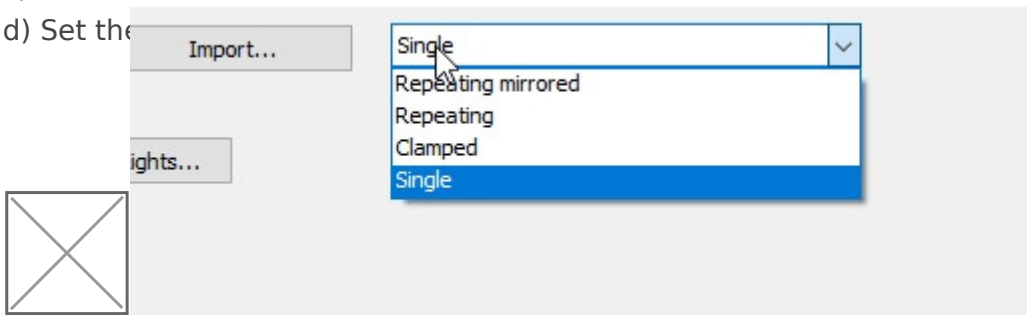 d) Set the
Import...
Single
Repeating mirrored
Repeating
Clamped
ights...
Single